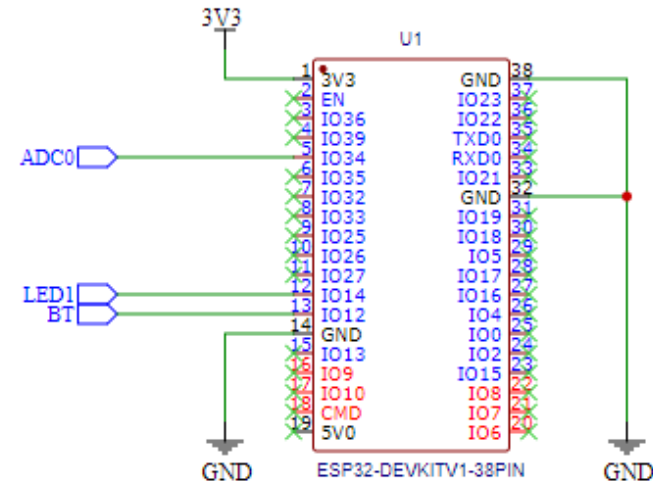 3V3
U1
1 3V3 GND 38
2 EN IO23 37
3 IO36 IO22 36
4 IO39 TXD0 35
ADC0 5 IO34 RXD0 34
6 IO35 IO21 33
7 IO32 GND 32
8 IO33 IO19 31
9 IO25 IO18 30
10 IO26 IO5 29
11 IO27 IO17 28
LED1 12 IO14 IO16 27
BT 13 IO12 IO4 26
14 GND IO0 25
15 IO13 IO2 24
16 IO9 IO15 23
17 IO10 IO8 22
18 CMD IO7 21
19 5V0 IO6 20
GND ESP32-DEVKITV1-38PIN GND